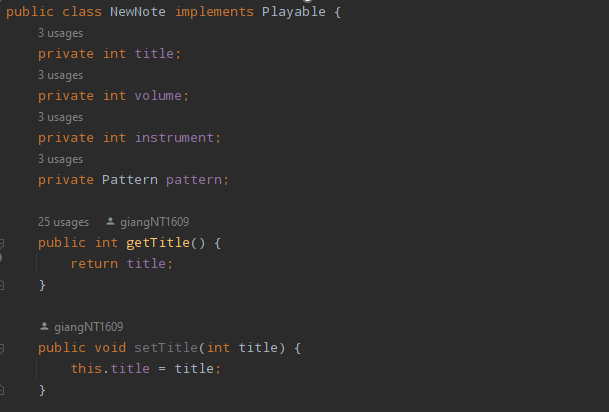 public class NewNote implements Playable {
3 usages
private int title;
3 usages
private int volume;
3 usages
private int instrument;
3 usages
private Pattern pattern;
25 usages giangNT1609
public int getTitle() {
return title;
}
giangNT1609
public void setTitle(int title) {
this.title = title;
}